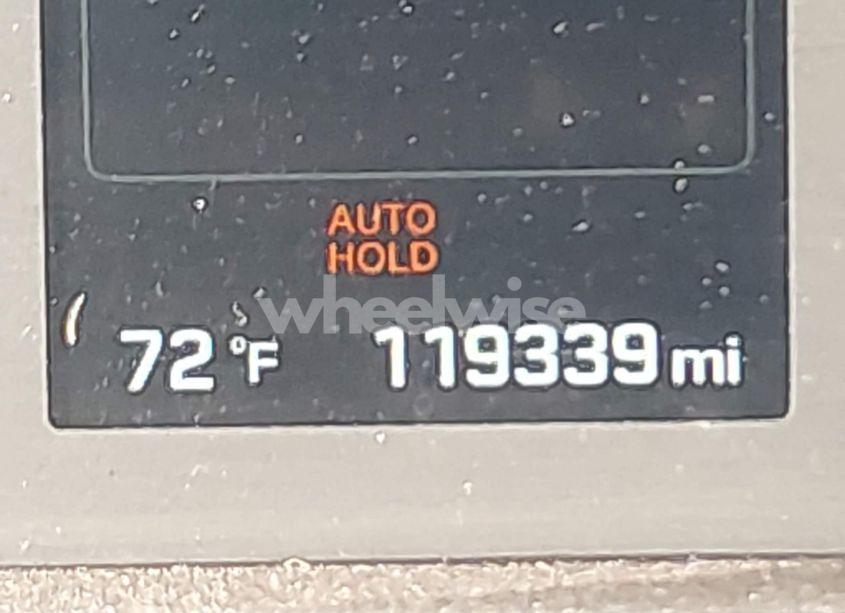 AUTO
HOLD
wheelwise
72 °F 119339 mi